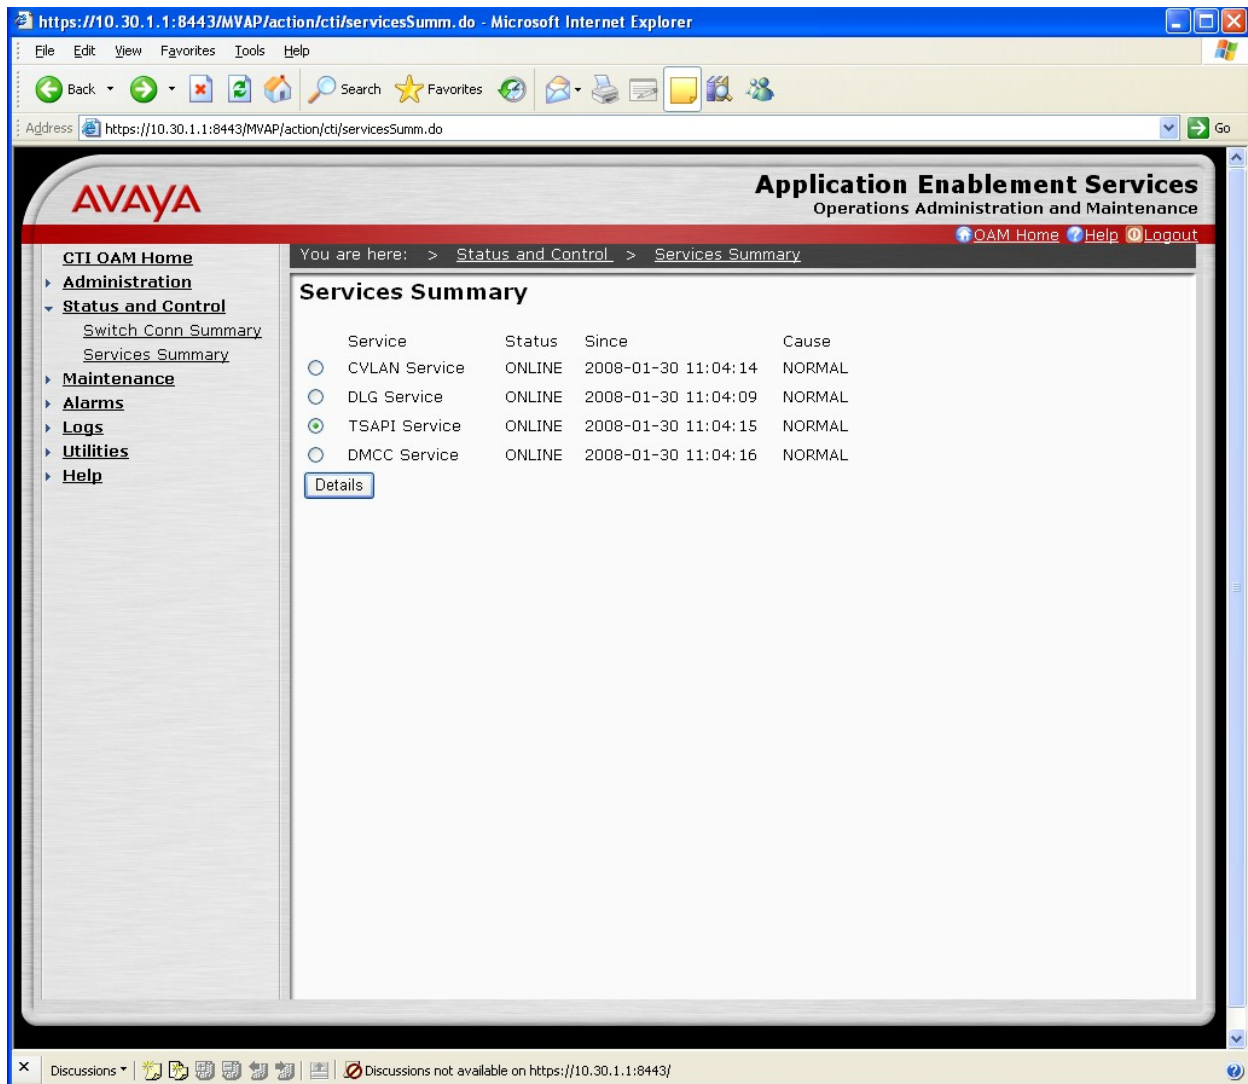 https://10.30.1.1:8443/MVAP/action/cti/servicesSumm.do - Microsoft Internet Explorer
File Edit View Favorites Tools Help
Back Search Favorites
Address https://10.30.1.1:8443/MVAP/action/cti/servicesSumm.do Go
AVAYA
Application Enablement Services
Operations Administration and Maintenance
OAM Home Help Logout
You are here: > Status and Control > Services Summary
CTI OAM Home
Administration
Status and Control
Switch Conn Summary
Services Summary
Maintenance
Alarms
Logs
Utilities
Help
Services Summary
Service Status Since Cause
CVLAN Service ONLINE 2008-01-30 11:04:14 NORMAL
DLG Service ONLINE 2008-01-30 11:04:09 NORMAL
TSAPI Service ONLINE 2008-01-30 11:04:15 NORMAL
DMCC Service ONLINE 2008-01-30 11:04:16 NORMAL
Details
Discussions Discussions not available on https://10.30.1.1:8443/